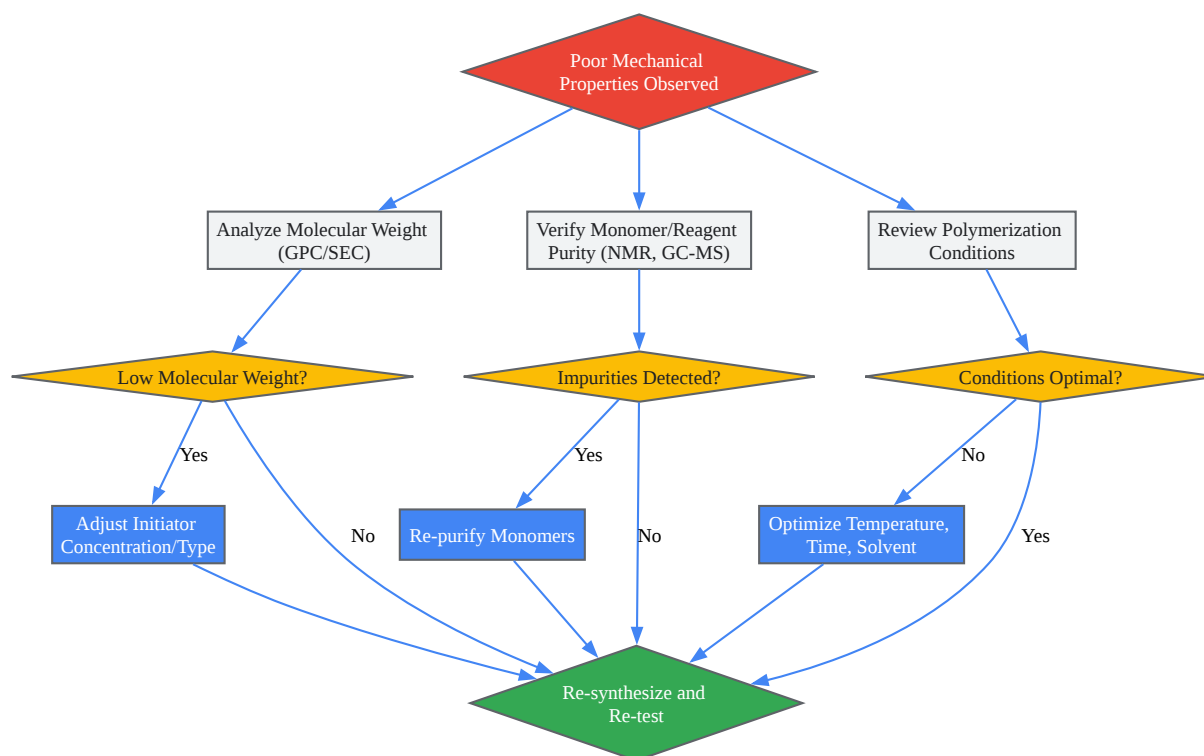 Poor Mechanical
Properties Observed
Analyze Molecular Weight
(GPC/SEC)
Verify Monomer/Reagent
Purity (NMR, GC-MS)
Review Polymerization
Conditions
Low Molecular Weight?
Impurities Detected?
Conditions Optimal?
Yes
Yes
No
Adjust Initiator
Concentration/Type
No
Re-purify Monomers
No
Optimize Temperature,
Time, Solvent
Yes
Re-synthesize and
Re-test